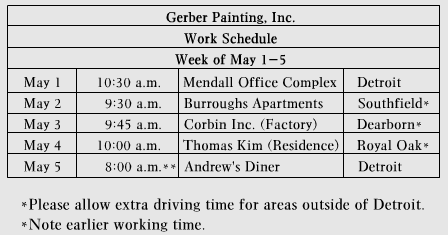 Gerber Painting, Inc.
Work Schedule
Week of May 1-5
May 1 10:30 a.m. Mendall Office Complex Detroit
May 2 9:30 a.m. Burroughs Apartments Southfield*
May 3 9:45 a.m. Corbin Inc. (Factory) Dearborn*
May 4 10:00 a.m. Thomas Kim (Residence) Royal Oak*
May 5 8:00 a.m.** Andrew's Diner Detroit
*Please allow extra driving time for areas outside of Detroit.
*Note earlier working time.